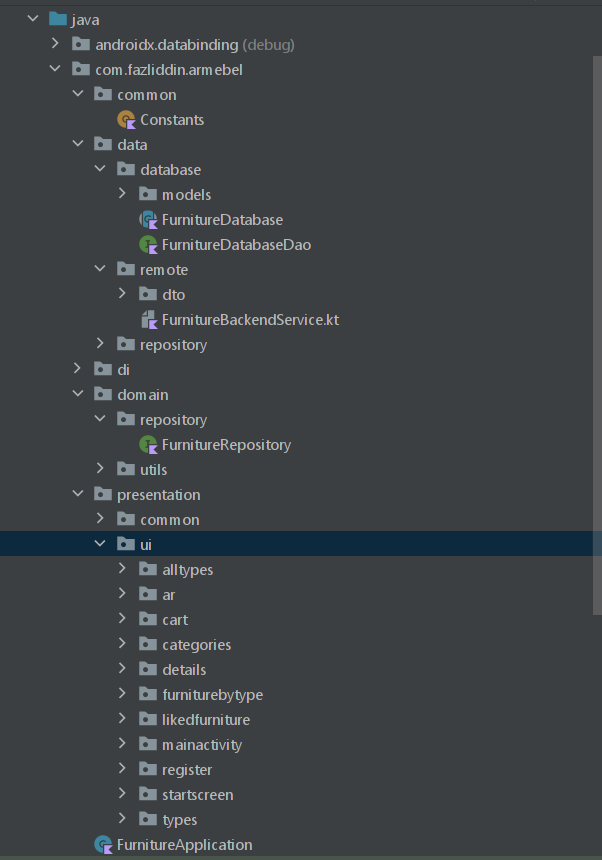 java
androidx.databinding (debug)
com.fazliddin.armebel
common
Constants
data
database
models
FurnitureDatabase
FurnitureDatabaseDao
remote
dto
FurnitureBackendService.kt
repository
di
domain
repository
FurnitureRepository
utils
presentation
common
ui
alltypes
ar
cart
categories
details
furniturebytype
likedfurniture
mainactivity
register
startscreen
types
FurnitureApplication